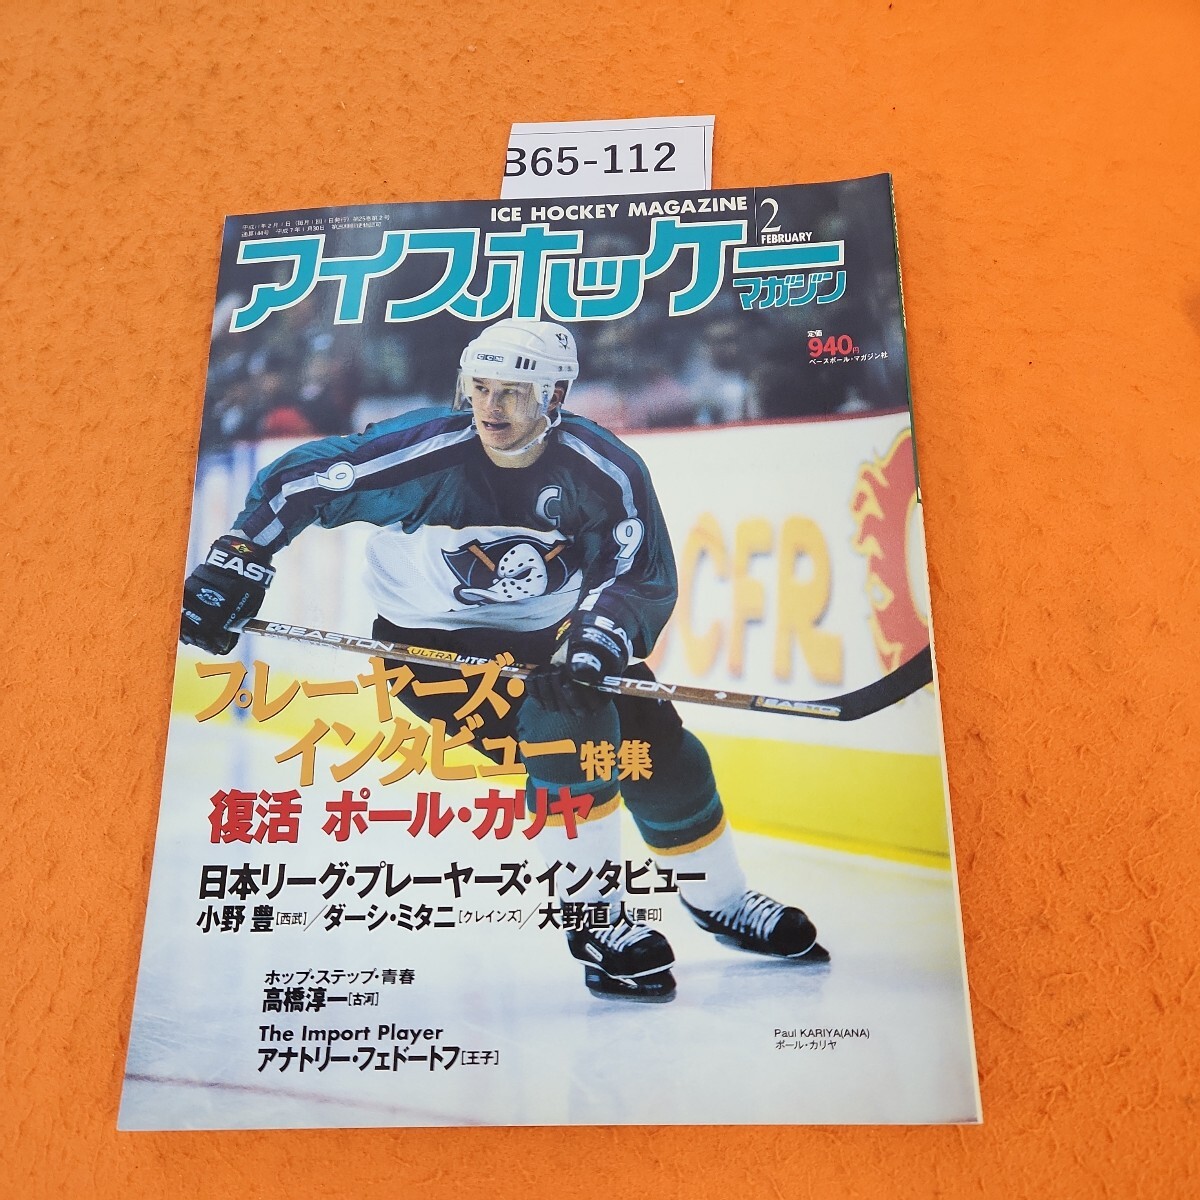 B65-112
ICE HOCKEY MAGAZINE
2
FEBRUARY
アイスホッケー
マガジン
定価
940円
ベースボール・マガジン社
CCM
9
C
9
EASTON
EASTON ULTRA LITE
EASTON
CFR
プレーヤーズ・
インタビュー特集
復活 ポール・カリヤ
日本リーグ・プレーヤーズ・インタビュー
小野 豊[西武]/ダーシ・ミタニ[クレインズ]/大野直人[雪印]
ホップ・ステップ・青春
高橋淳一[古河]
The Import Player
アナトリー・フェドートフ[王子]
Paul KARIYA(ANA)
ポール・カリヤ